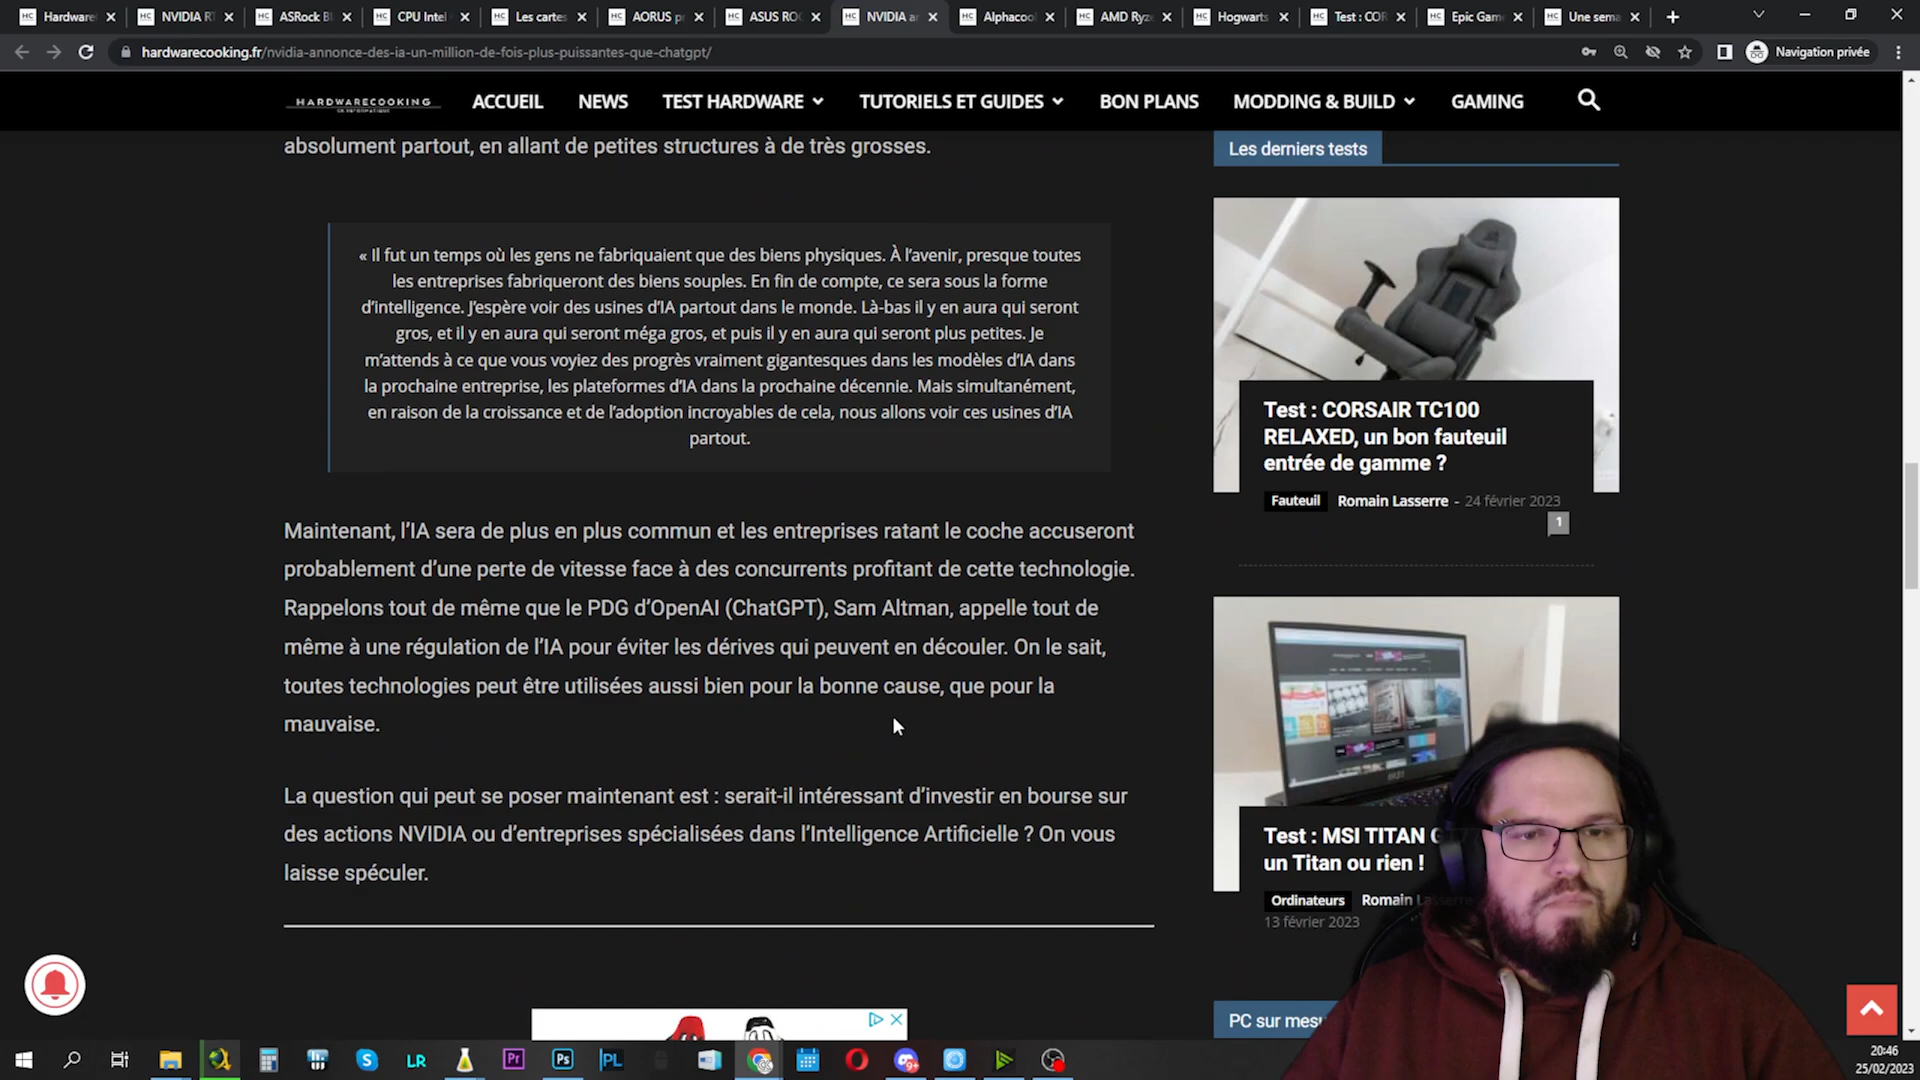 Hardware
NVIDIA RT
ASRock Bl
CPU Intel
Les cartes
AORUS p
ASUS ROG
NVIDIA a
Alphacool
AMD Ryz
Hogwarts
Test : COR
Epic Gam
Une sema
hardwarecooking.fr/nvidia-annonce-des-ia-un-million-de-fois-plus-puissantes-que-chatgpt/
Navigation privée
HARDWARECOOKING
ACCUEIL
NEWS
TEST HARDWARE
TUTORIELS ET GUIDES
BON PLANS
MODDING & BUILD
GAMING
absolument partout, en allant de petites structures à de très grosses.
« Il fut un temps où les gens ne fabriquaient que des biens physiques. À l'avenir, presque toutes
les entreprises fabriqueront des biens souples. En fin de compte, ce sera sous la forme
d'intelligence. J'espère voir des usines d'IA partout dans le monde. Là-bas il y en aura qui seront
gros, et il y en aura qui seront méga gros, et puis il y en aura qui seront plus petites. Je
m'attends à ce que vous voyiez des progrès vraiment gigantesques dans les modèles d'IA dans
la prochaine entreprise, les plateformes d'IA dans la prochaine décennie. Mais simultanément,
en raison de la croissance et de l'adoption incroyables de cela, nous allons voir ces usines d'IA
partout.
Maintenant, l'IA sera de plus en plus commun et les entreprises ratant le coche accuseront
probablement d'une perte de vitesse face à des concurrents profitant de cette technologie.
Rappelons tout de même que le PDG d'OpenAI (ChatGPT), Sam Altman, appelle tout de
même à une régulation de l'IA pour éviter les dérives qui peuvent en découler. On le sait,
toutes technologies peut être utilisées aussi bien pour la bonne cause, que pour la
mauvaise.
La question qui peut se poser maintenant est : serait-il intéressant d'investir en bourse sur
des actions NVIDIA ou d'entreprises spécialisées dans l'Intelligence Artificielle ? On vous
laisse spéculer.
Les derniers tests
Test : CORSAIR TC100
RELAXED, un bon fauteuil
entrée de gamme ?
Fauteuil Romain Lasserre - 24 février 2023
1
Test : MSI TITAN
un Titan ou rien !
Ordinateurs Romain Lasserre
13 février 2023
PC sur mesu
LR
Pr
Ps
PL
9+
20:46
25/02/2023